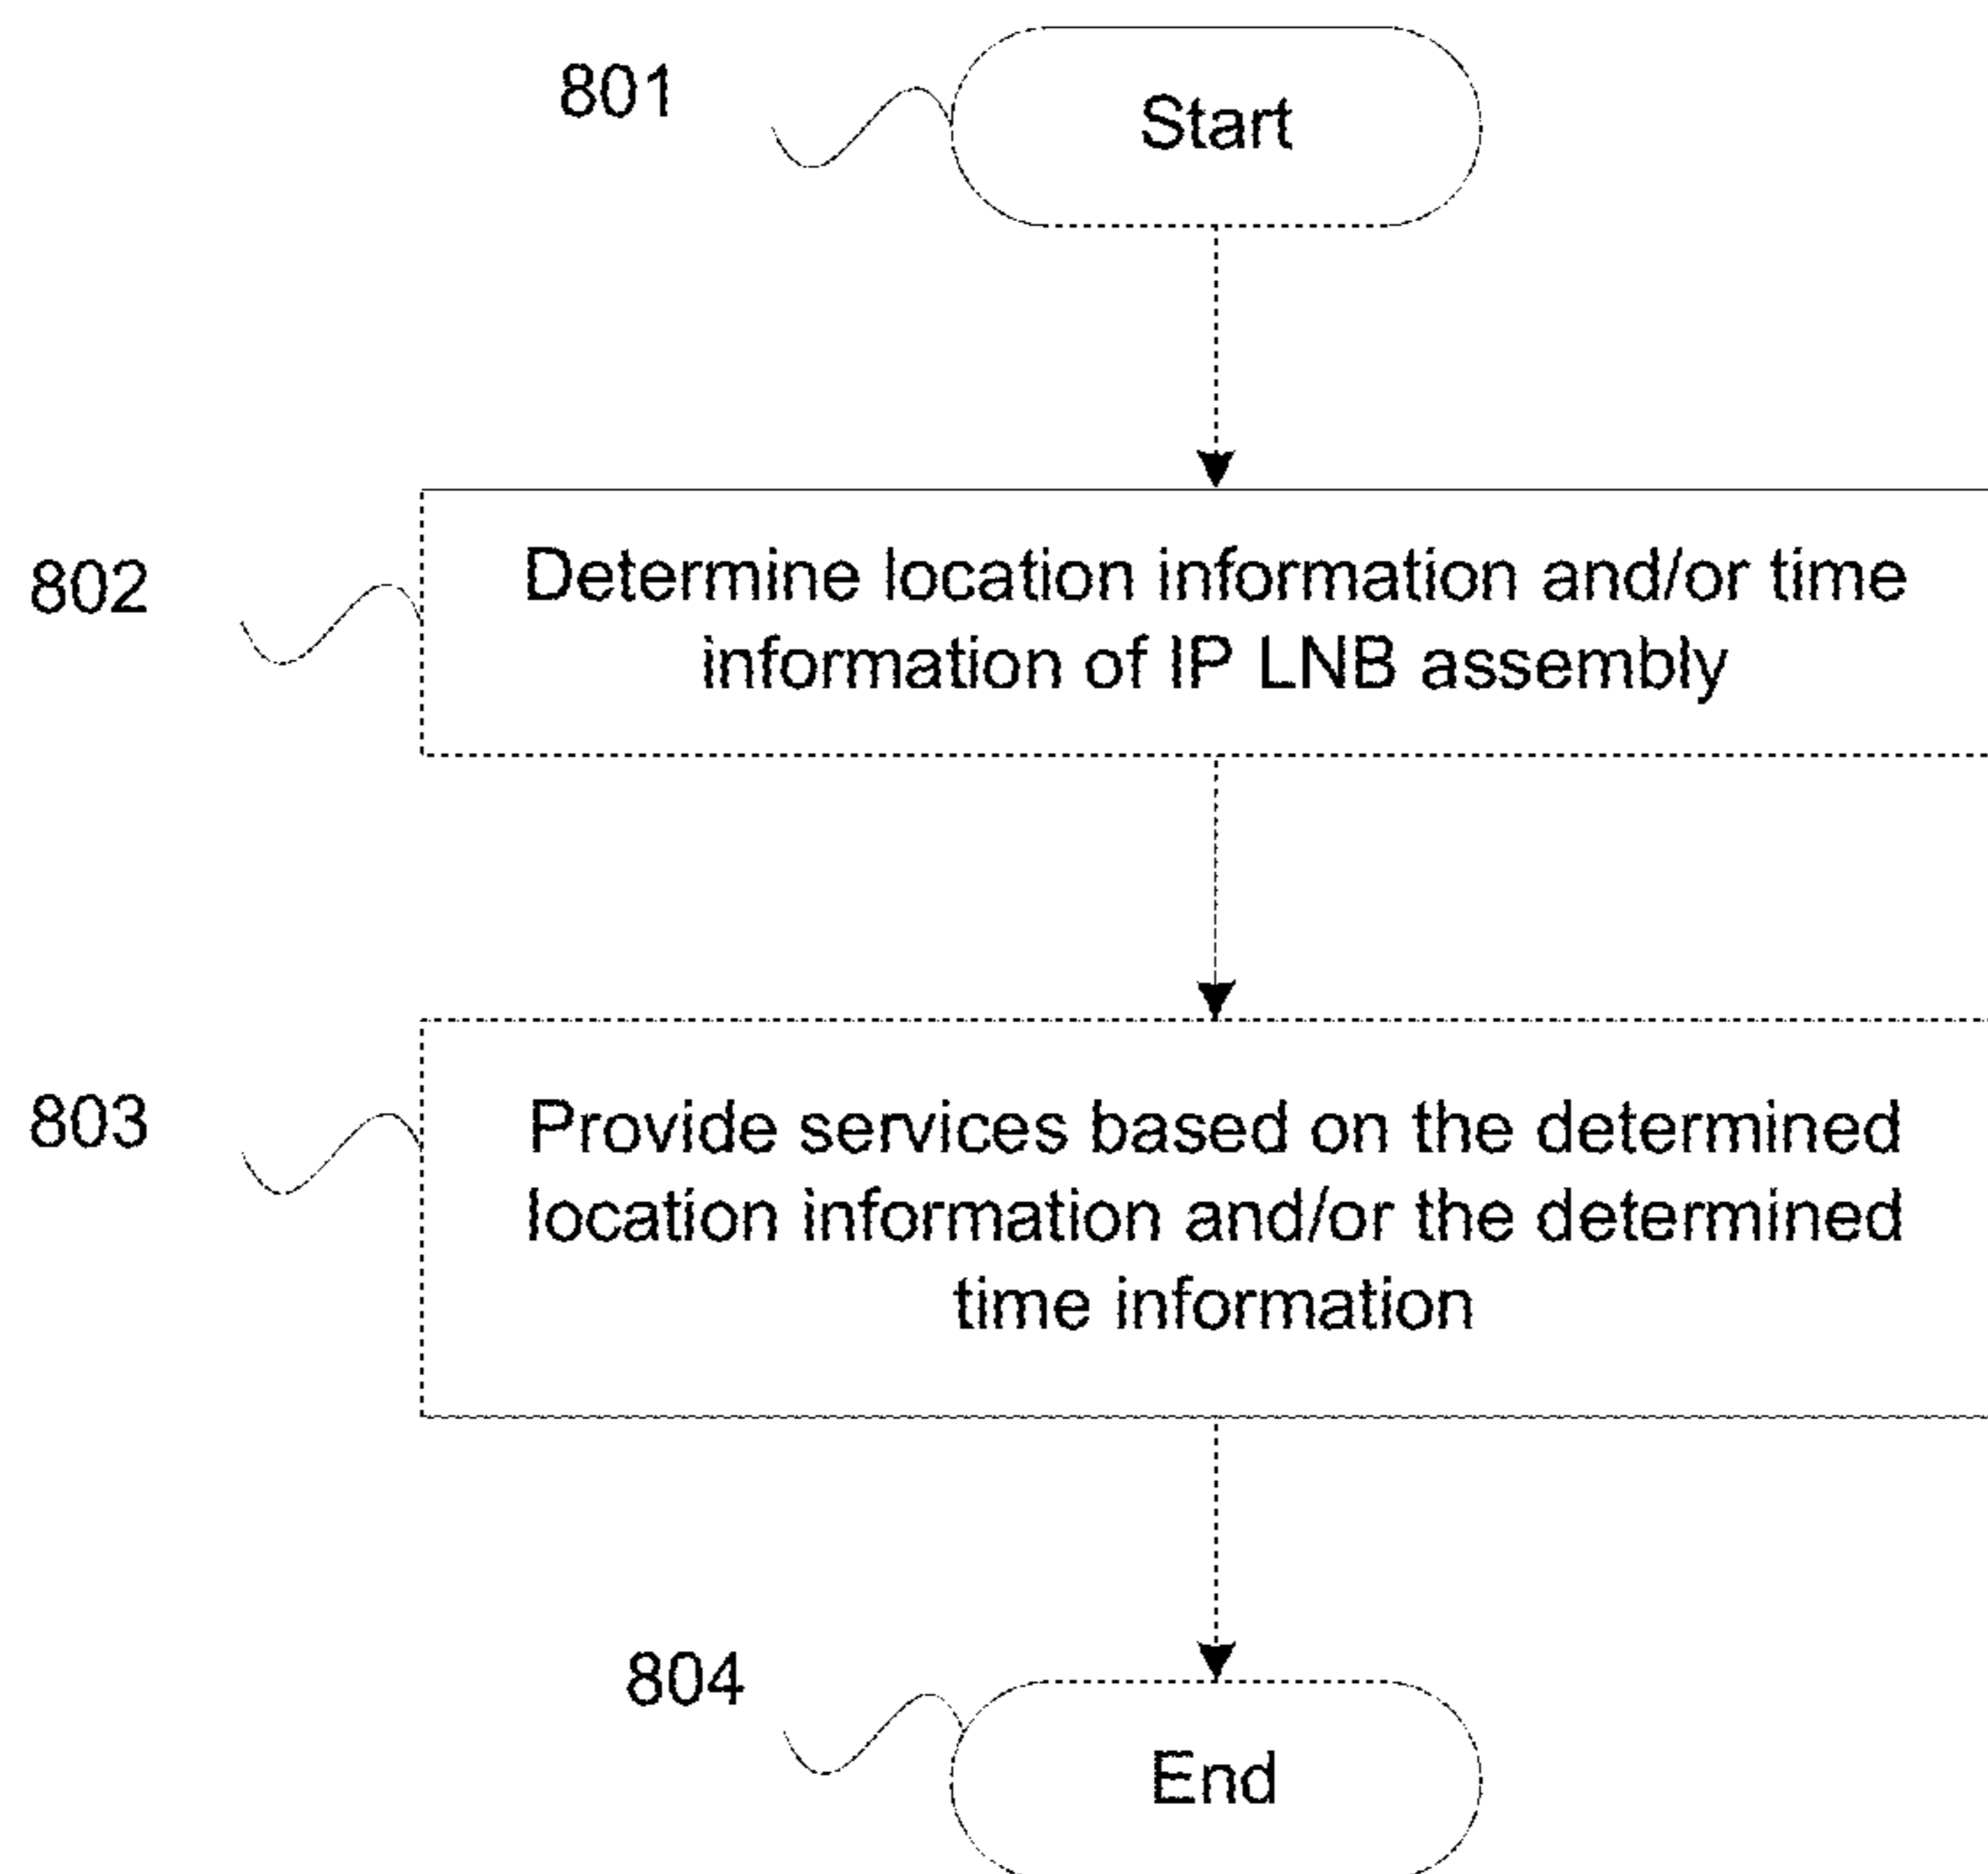 801
Start
802
Determine location information and/or time
information of IP LNB assembly
803
Provide services based on the determined
location information and/or the determined
time information
804
End